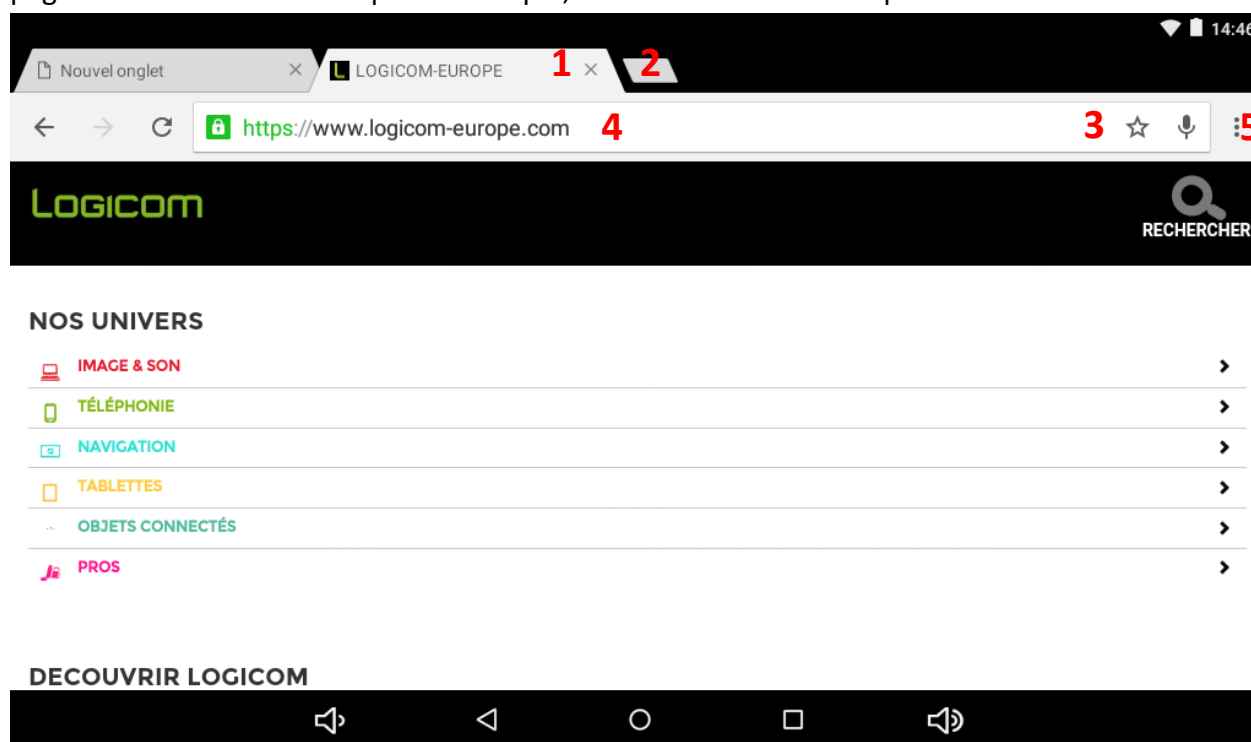 14:46
Nouvel onglet LOGICOM-EUROPE 1 2
https://www.logicom-europe.com 4 3 5
LOGICOM
RECHERCHER
NOS UNIVERS
IMAGE & SON
TÉLÉPHONIE
NAVIGATION
TABLETTES
OBJETS CONNECTÉS
PROS
DECOUVRIR LOGICOM